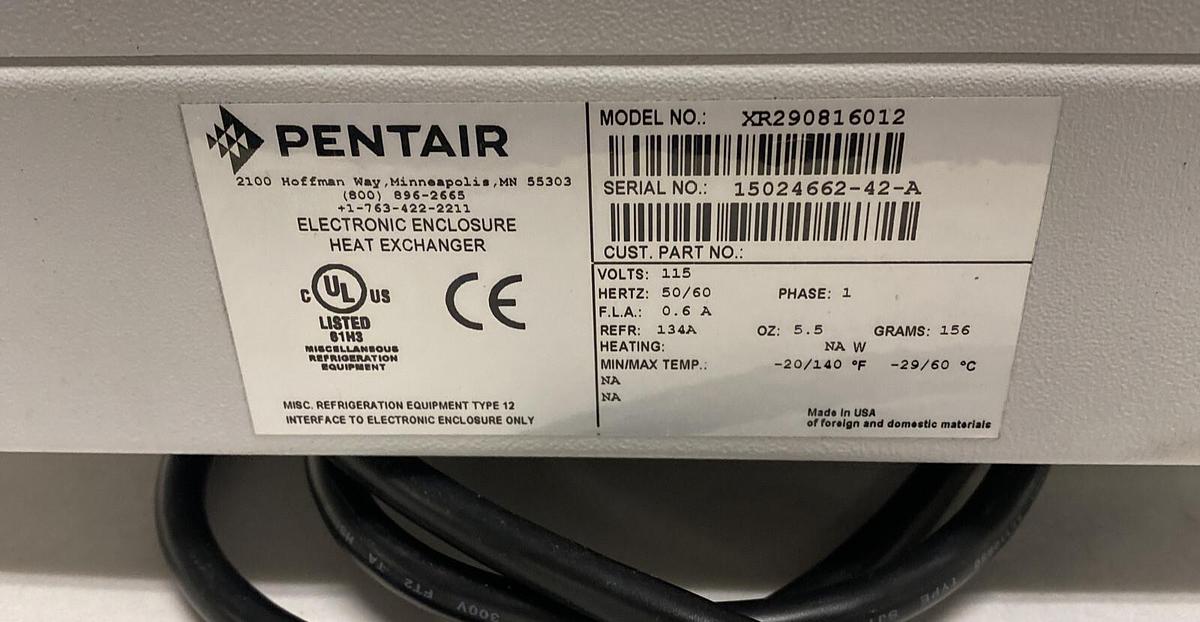 PENTAIR
2100 Hoffman Way,Minneapolis,MN 55303
(800) 896-2665
+1-763-422-2211
ELECTRONIC ENCLOSURE
HEAT EXCHANGER
C UL US
LISTED
61H3
MISCELLANEOUS
REFRIGERATION
EQUIPMENT
CE
MISC. REFRIGERATION EQUIPMENT TYPE 12
INTERFACE TO ELECTRONIC ENCLOSURE ONLY
MODEL NO.: XR290816012
SERIAL NO.: 15024662-42-A
CUST. PART NO.:
VOLTS: 115
HERTZ: 50/60 PHASE: 1
F.L.A.: 0.6 A
REFR: 134A OZ: 5.5 GRAMS: 156
HEATING: NA W
MIN/MAX TEMP.: -20/140 °F -29/60 °C
NA
NA
Made in USA
of foreign and domestic materials
300V FT2 TA
TYPE